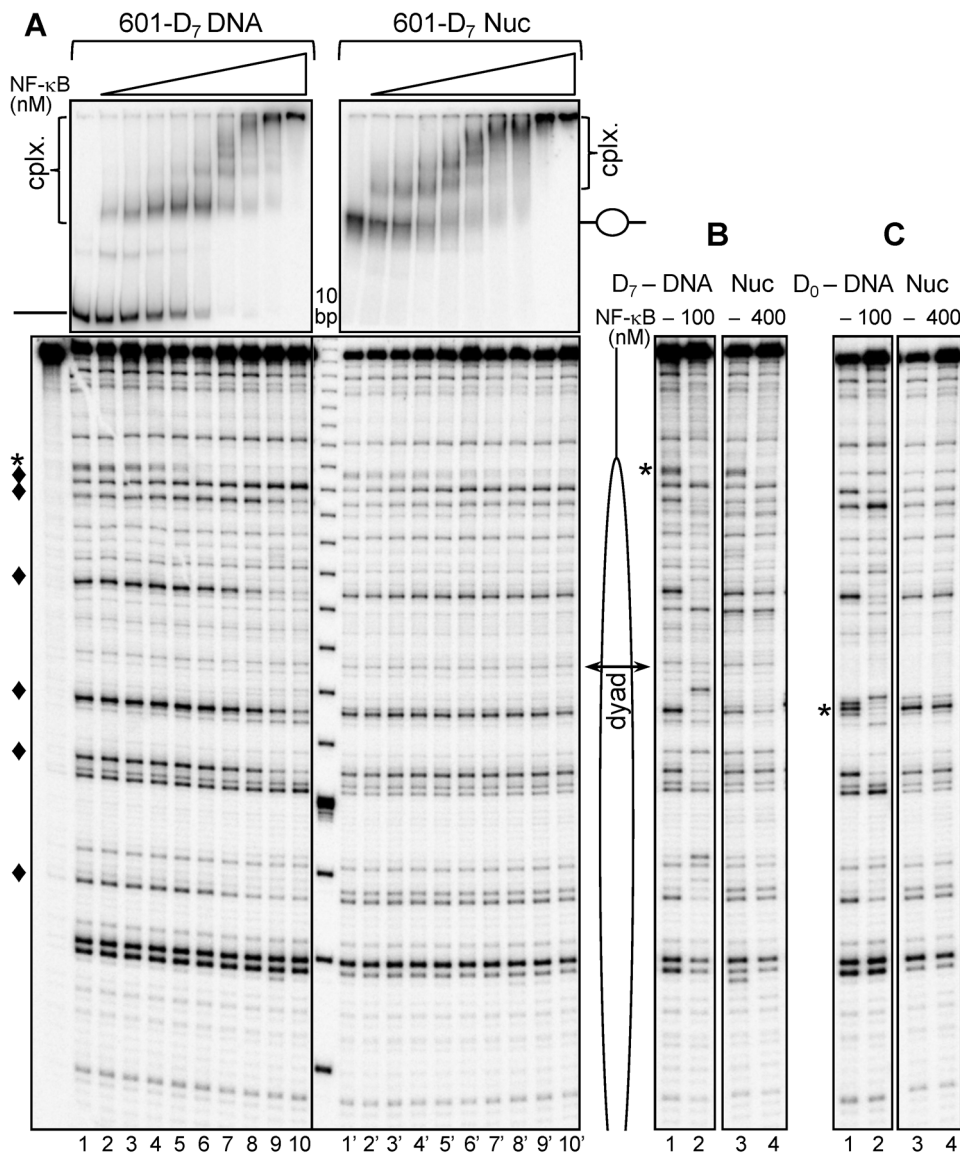 A
601-D₇ DNA
601-D₇ Nuc
NF-κB
(nM)
cplx.
cplx.
10
bp
B
C
D₇ – DNA Nuc
D₀ – DNA Nuc
NF-κB – 100 – 400
(nM)
– 100 – 400
*
*
*
dyad
1 2 3 4 5 6 7 8 9 10
1' 2' 3' 4' 5' 6' 7' 8' 9' 10'
1 2 3 4
1 2 3 4